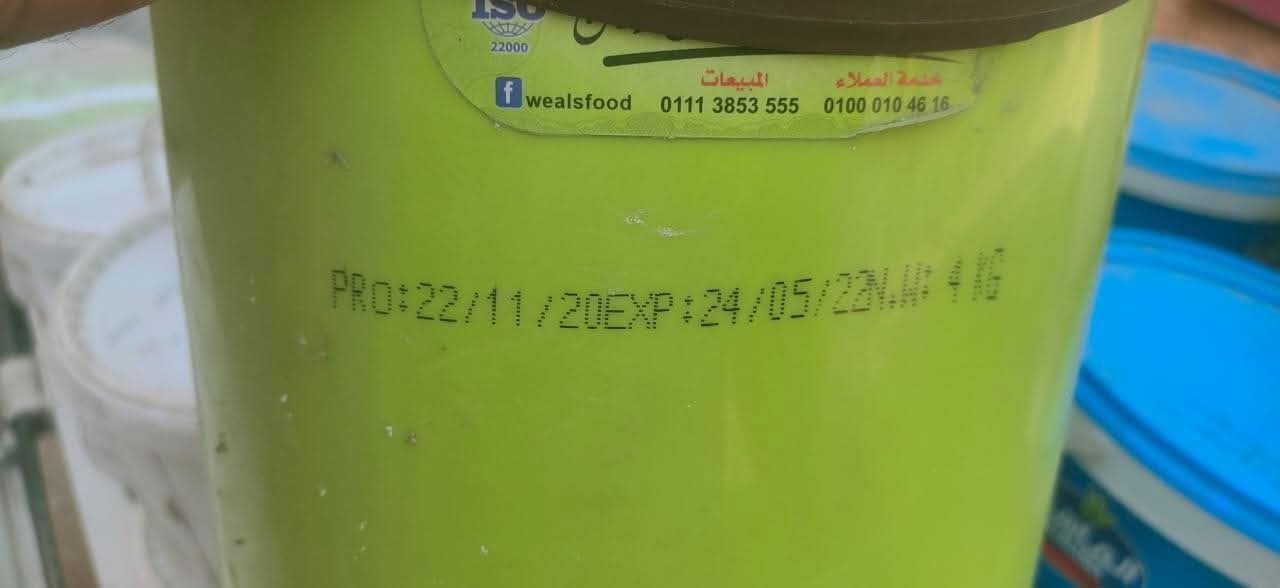 ISO
22000
المبيعات خدمة العملاء
wealsfood 0111 3853 555 0100 010 46 16
PRO:22/11/20EXP:24/05/22N.W: 4 KG